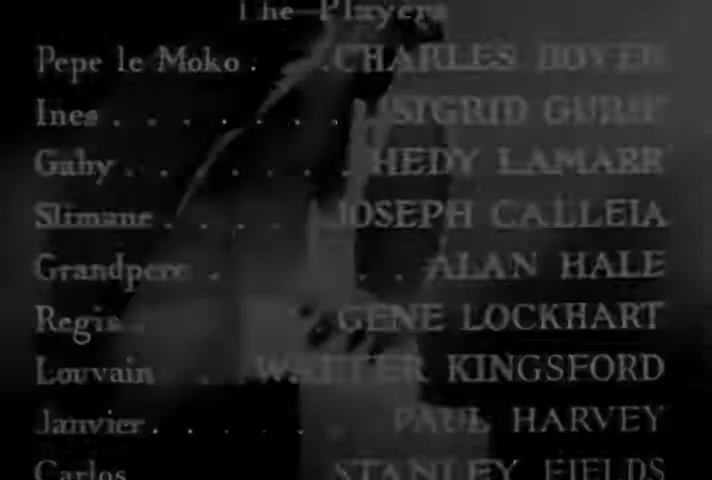 The Players
Pepe le Moko . . CHARLES BOYER
Ines . . . . . . . SIGRID GURIE
Gaby . . . . . . . HEDY LAMARR
Slimane . . . . . JOSEPH CALLEIA
Grandpere . . . ALAN HALE
Regis GENE LOCKHART
Louvain . . WALTER KINGSFORD
Janvier . . . . . . PAUL HARVEY
Carlos STANLEY FIELDS